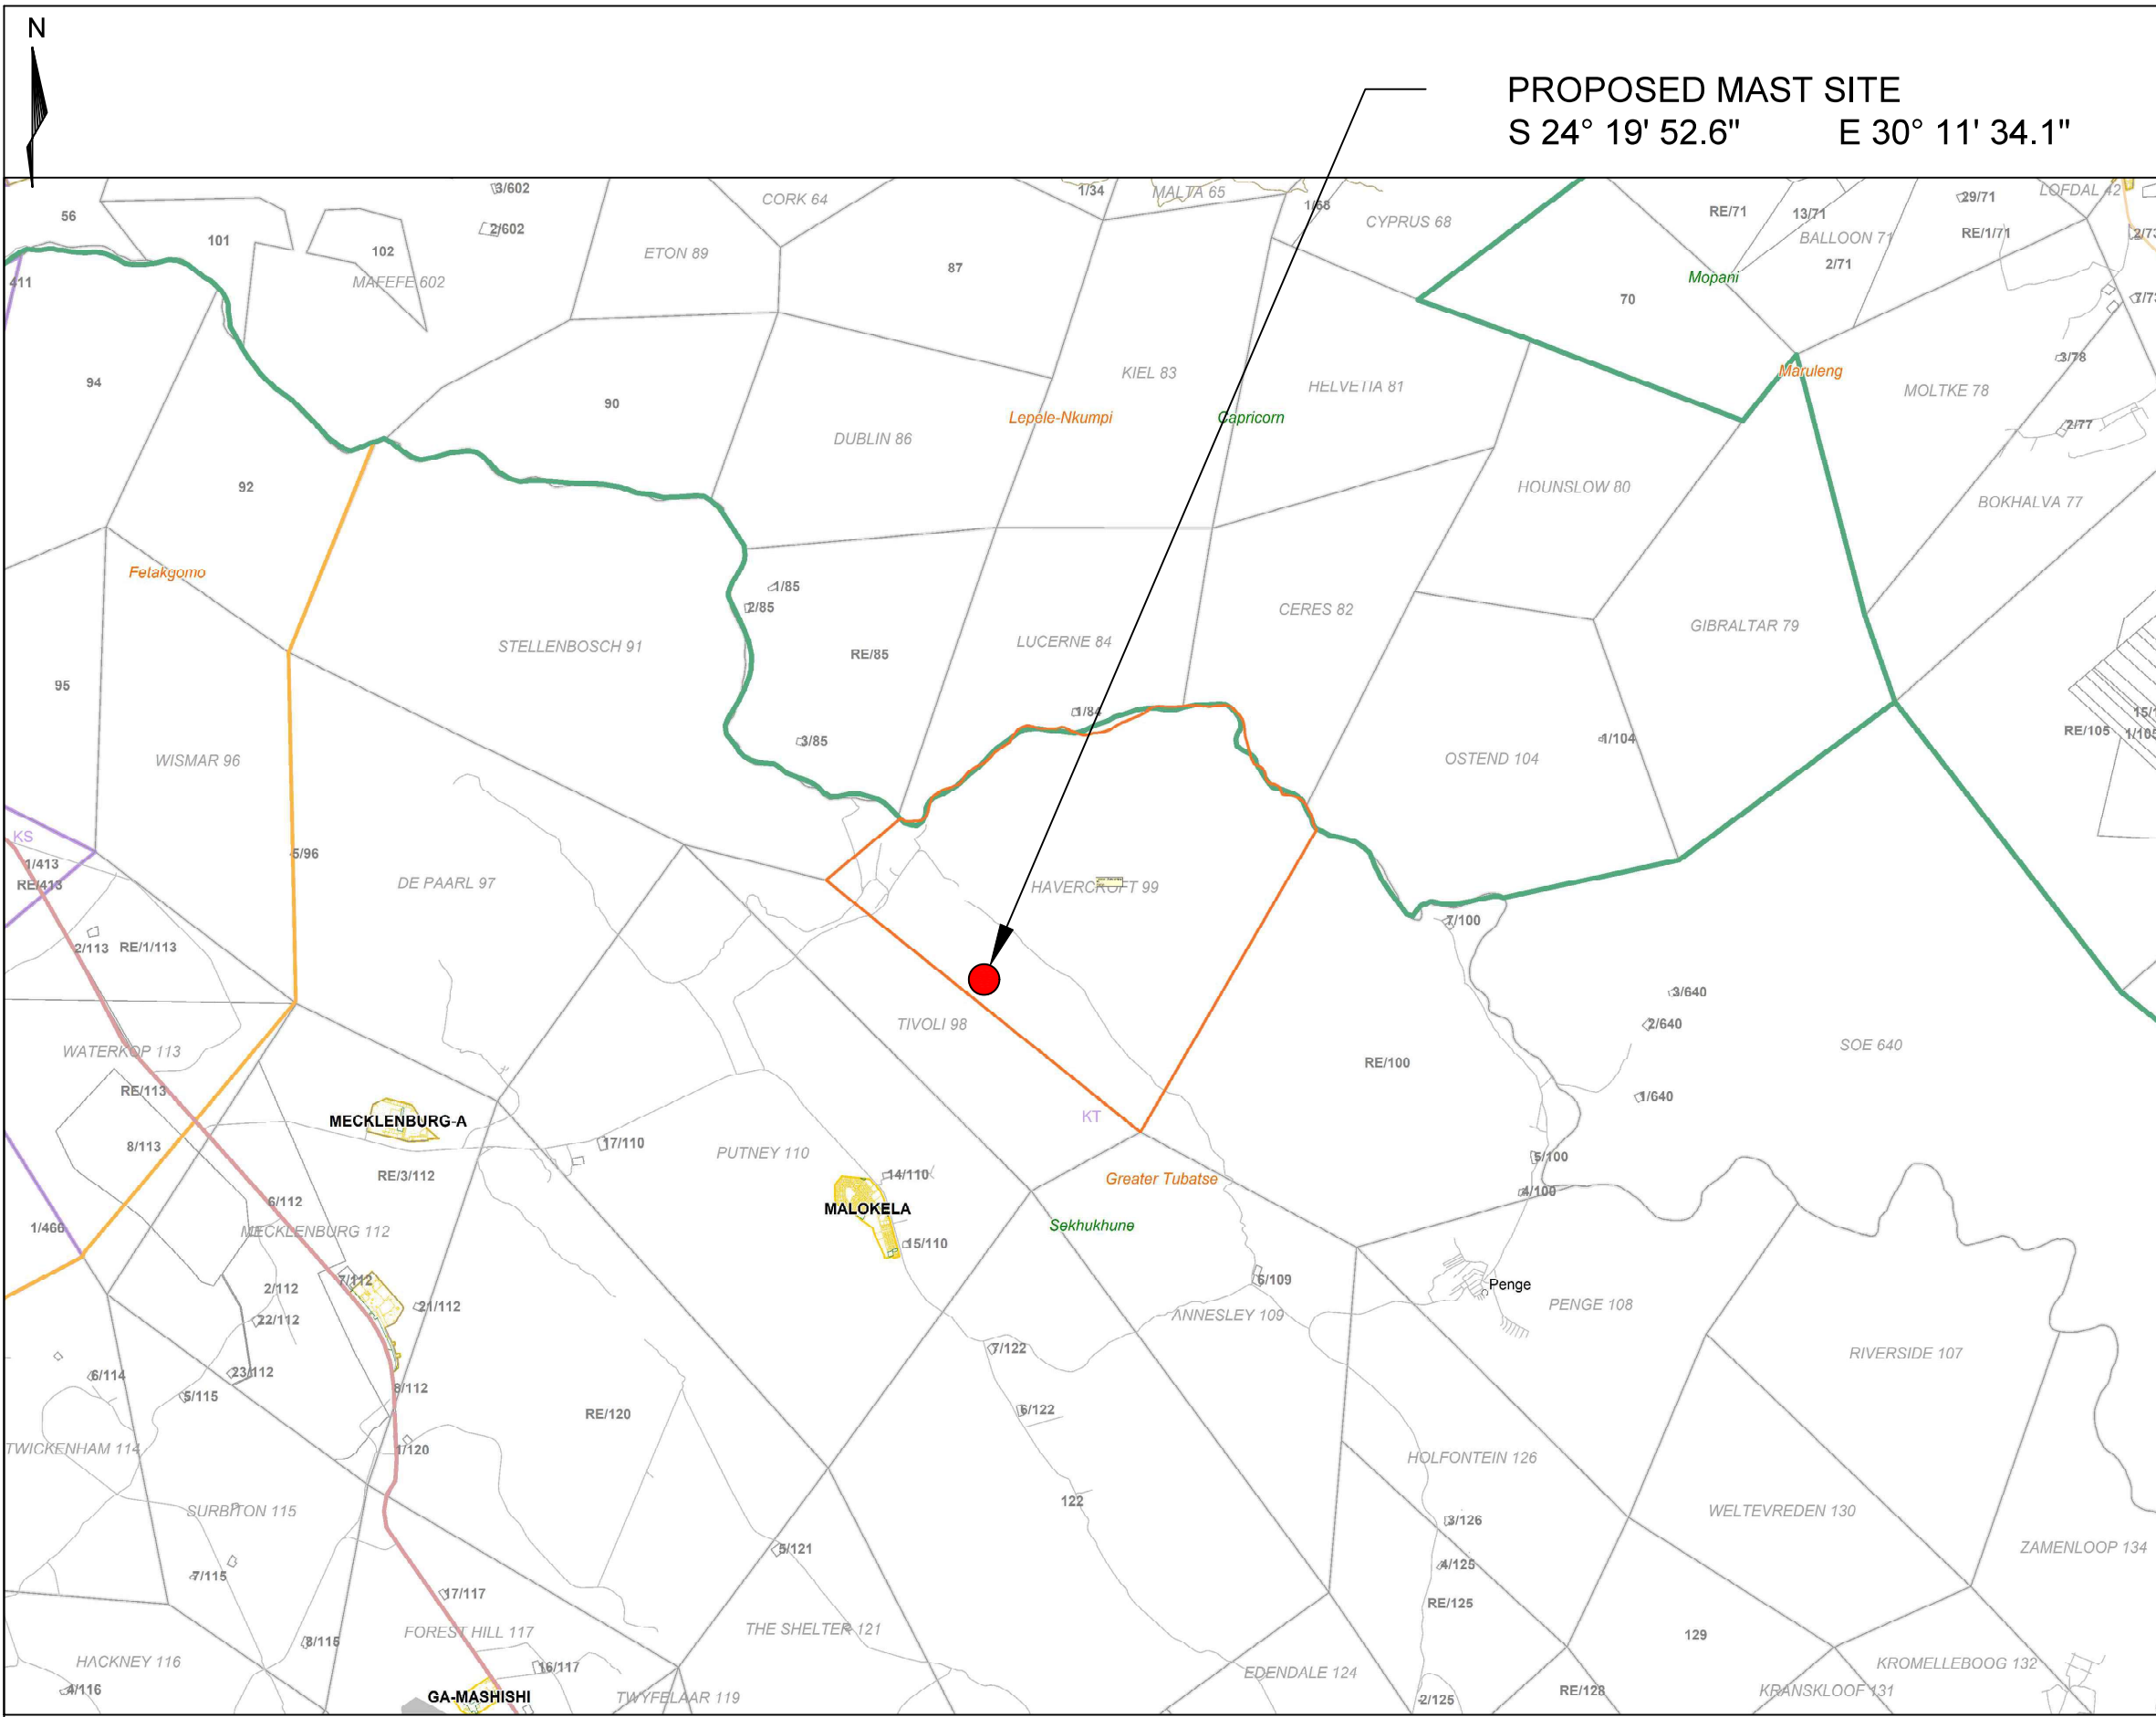 N
PROPOSED MAST SITE
S 24° 19' 52.6" E 30° 11' 34.1"
3/602
CORK 64
1/34
MALTA 65
LOFDAL 42
56
101
102
2/602
ETON 89
87
1/68
CYPRUS 68
RE/71
13/71
29/71
BALLOON 71
RE/1/71
2/71
MAFEFE 602
411
Mopani
70
94
90
KIEL 83
HELVETIA 81
Maruleng
3/78
MOLTKE 78
Lepele-Nkumpi
Capricorn
2/77
DUBLIN 86
92
HOUNSLOW 80
BOKHALVA 77
Fetakgomo
1/85
2/85
CERES 82
STELLENBOSCH 91
RE/85
LUCERNE 84
GIBRALTAR 79
95
1/84
3/85
1/104
RE/105
WISMAR 96
OSTEND 104
KS
1/413
RE/413
5/96
DE PAARL 97
HAVERCROFT 99
7/100
2/113
RE/1/113
3/640
TIVOLI 98
2/640
WATERKOP 113
RE/100
SOE 640
RE/113
1/640
MECKLENBURG-A
KT
8/113
17/110
PUTNEY 110
5/100
RE/3/112
14/110
Greater Tubatse
4/100
6/112
MALOKELA
1/466
MECKLENBURG 112
Sekhukhune
15/110
7/112
2/112
6/109
Penge
21/112
22/112
ANNESLEY 109
PENGE 108
7/122
RIVERSIDE 107
6/114
23/112
5/115
8/112
RE/120
6/122
TWICKENHAM 114
1/120
HOLFONTEIN 126
122
SURBITON 115
3/126
WELTEVREDEN 130
5/121
ZAMENLOOP 134
7/115
4/125
17/117
RE/125
FOREST HILL 117
THE SHELTER 121
129
8/115
HACKNEY 116
16/117
EDENDALE 124
KROMELLEBOOG 132
4/116
GA-MASHISHI
TWYFELAAR 119
2/125
RE/128
KRANSKLOOF 131